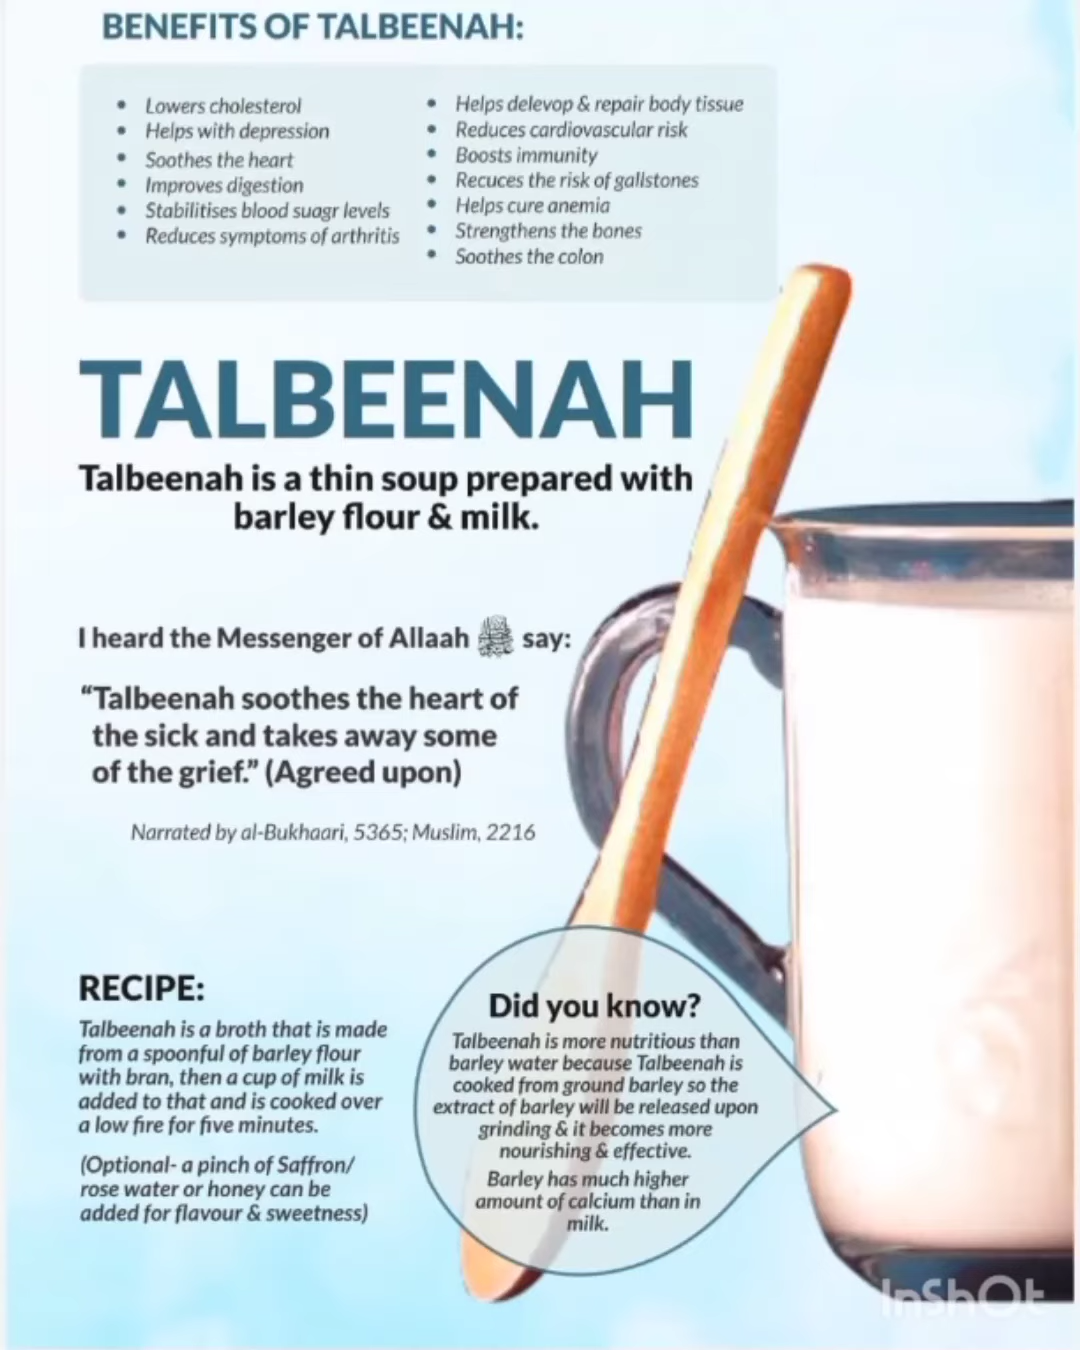 BENEFITS OF TALBEENAH:
• Lowers cholesterol
• Helps with depression
• Soothes the heart
• Improves digestion
• Stabilitises blood suagr levels
• Reduces symptoms of arthritis
• Helps delevop & repair body tissue
• Reduces cardiovascular risk
• Boosts immunity
• Recuces the risk of gallstones
• Helps cure anemia
• Strengthens the bones
• Soothes the colon
TALBEENAH
Talbeenah is a thin soup prepared with
barley flour & milk.
I heard the Messenger of Allaah ﷺ say:
“Talbeenah soothes the heart of
the sick and takes away some
of the grief.” (Agreed upon)
Narrated by al-Bukhaari, 5365; Muslim, 2216
RECIPE:
Talbeenah is a broth that is made
from a spoonful of barley flour
with bran, then a cup of milk is
added to that and is cooked over
a low fire for five minutes.
(Optional- a pinch of Saffron/
rose water or honey can be
added for flavour & sweetness)
Did you know?
Talbeenah is more nutritious than
barley water because Talbeenah is
cooked from ground barley so the
extract of barley will be released upon
grinding & it becomes more
nourishing & effective.
Barley has much higher
amount of calcium than in
milk.
InShOt